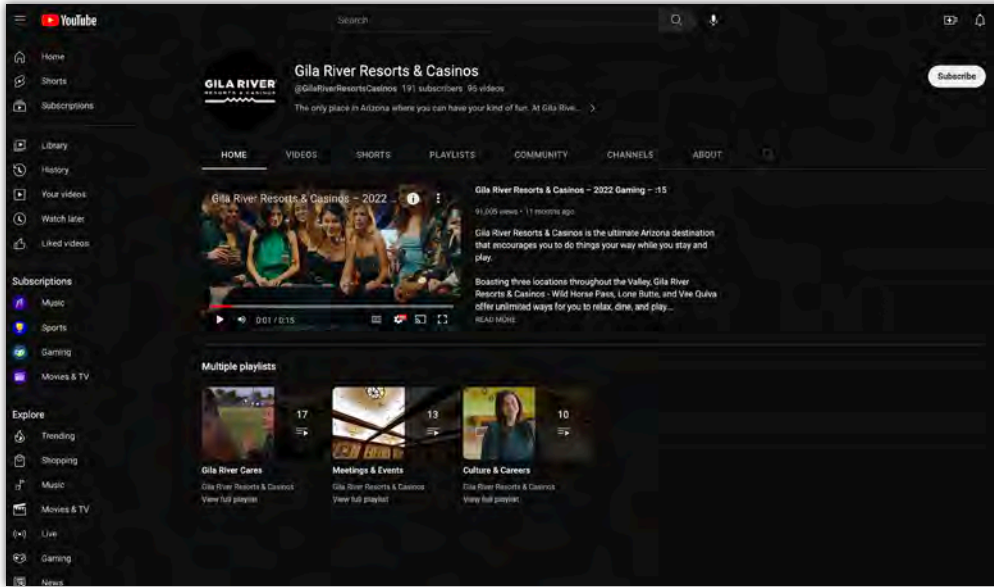 YouTube
Search
Home
Shorts
Subscriptions
Library
History
Your videos
Watch later
Liked videos
Subscriptions
Music
Sports
Gaming
Movies & TV
Explore
Trending
Shopping
Music
Movies & TV
Live
Gaming
News
GILA RIVER
RESORTS & CASINOS
Gila River Resorts & Casinos
@GilaRiverResortsCasinos 191 subscribers 95 videos
The only place in Arizona where you can have your kind of fun. At Gila Rive...
Subscribe
HOME VIDEOS SHORTS PLAYLISTS COMMUNITY CHANNELS ABOUT
Gila River Resorts & Casinos – 2022 ...
0:01 / 0:15
Gila River Resorts & Casinos – 2022 Gaming – :15
91,005 views • 11 months ago
Gila River Resorts & Casinos is the ultimate Arizona destination
that encourages you to do things your way while you stay and
play.
Boasting three locations throughout the Valley, Gila River
Resorts & Casinos - Wild Horse Pass, Lone Butte, and Vee Quiva
offer unlimited ways for you to relax, dine, and play...
READ MORE
Multiple playlists
17
Gila River Cares
Gila River Resorts & Casinos
View full playlist
13
Meetings & Events
Gila River Resorts & Casinos
View full playlist
10
Culture & Careers
Gila River Resorts & Casinos
View full playlist